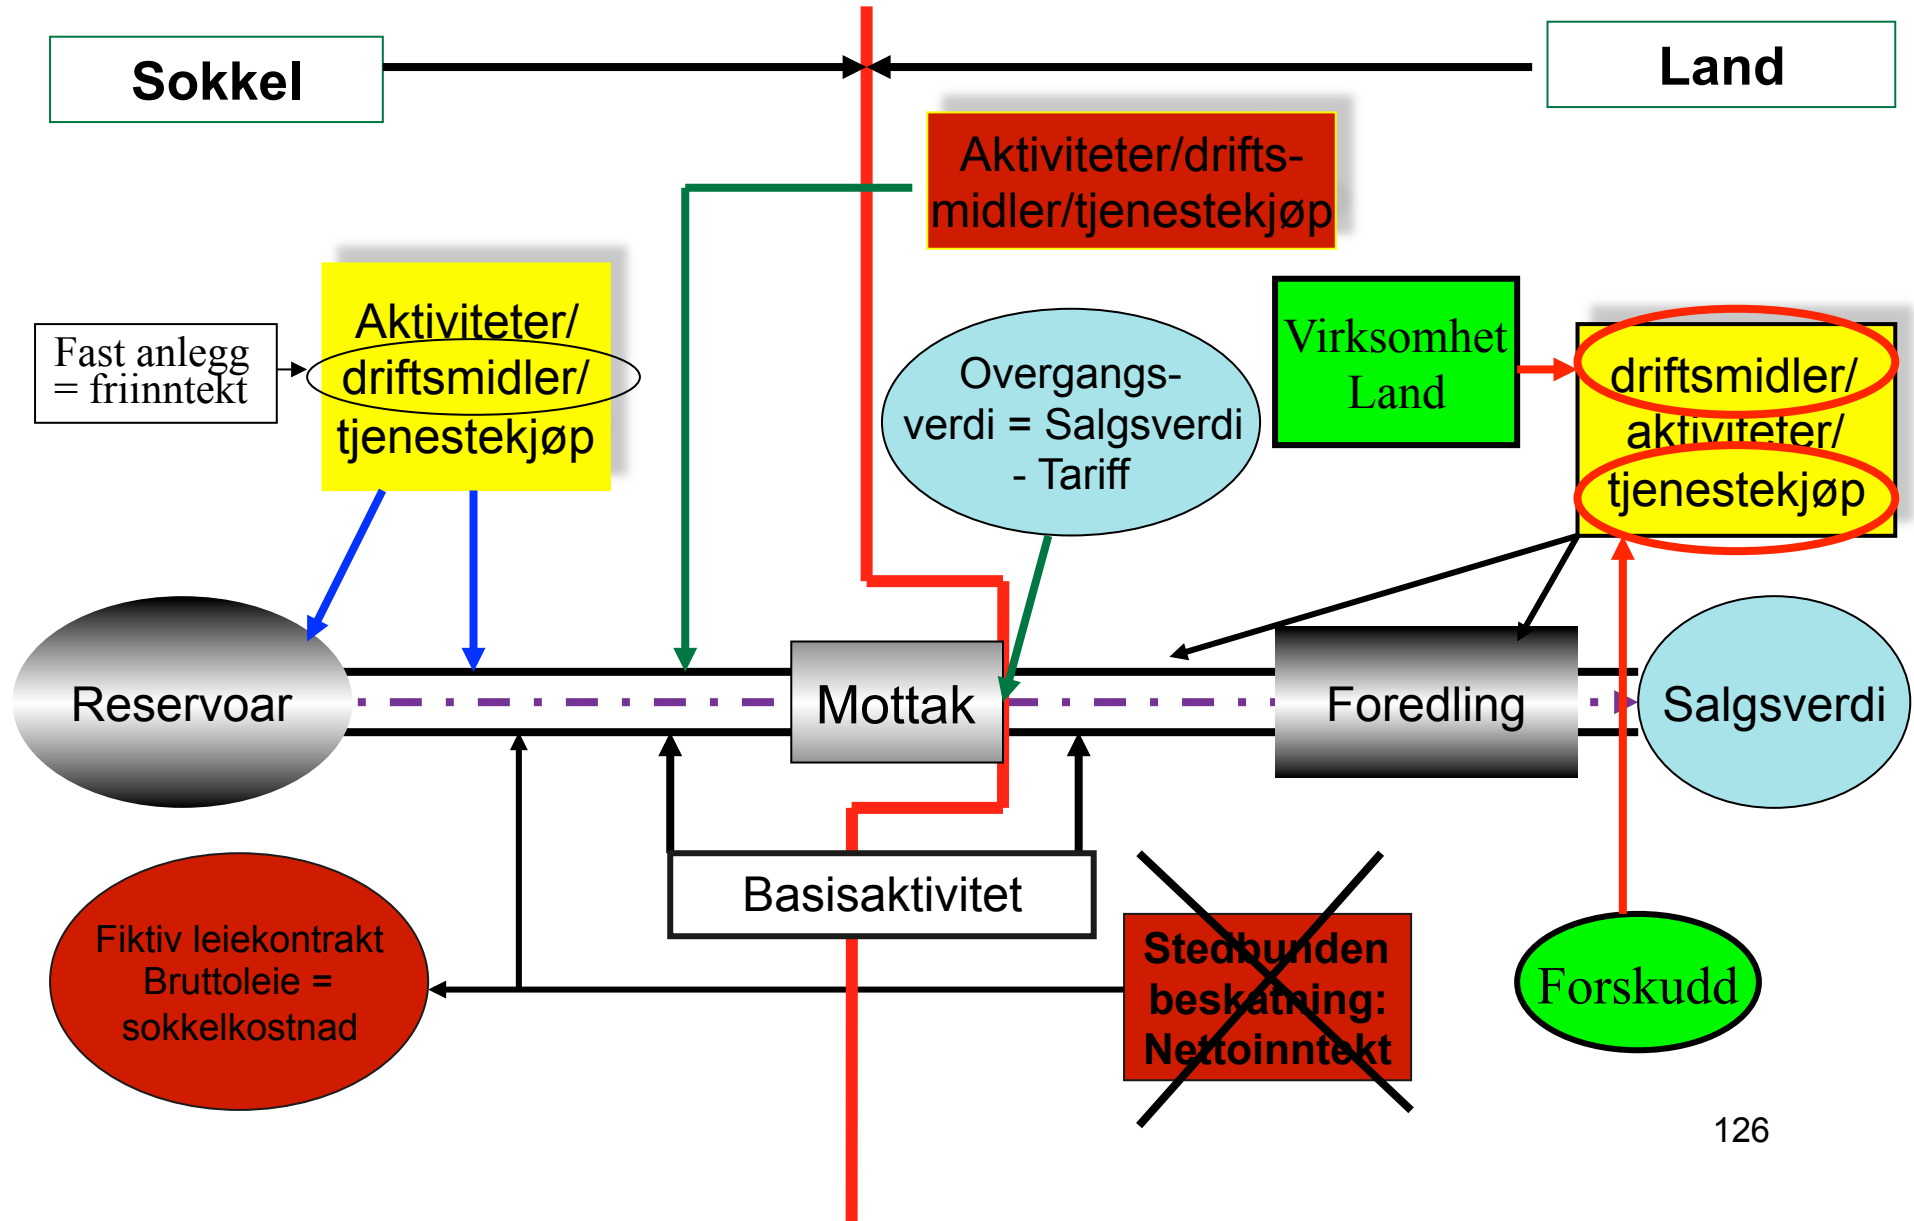 Sokkel
Land
Aktiviteter/drifts-
midler/tjenestekjøp
Aktiviteter/
driftsmidler/
tjenestekjøp
Fast anlegg
= friinntekt
Overgangs-
verdi = Salgsverdi
- Tariff
Virksomhet
Land
driftsmidler/
aktiviteter/
tjenestekjøp
Reservoar
Mottak
Foredling
Salgsverdi
Basisaktivitet
Fiktiv leiekontrakt
Bruttoleie =
sokkelkostnad
Stedbunden
beskatning:
Nettoinntekt
Forskudd
126